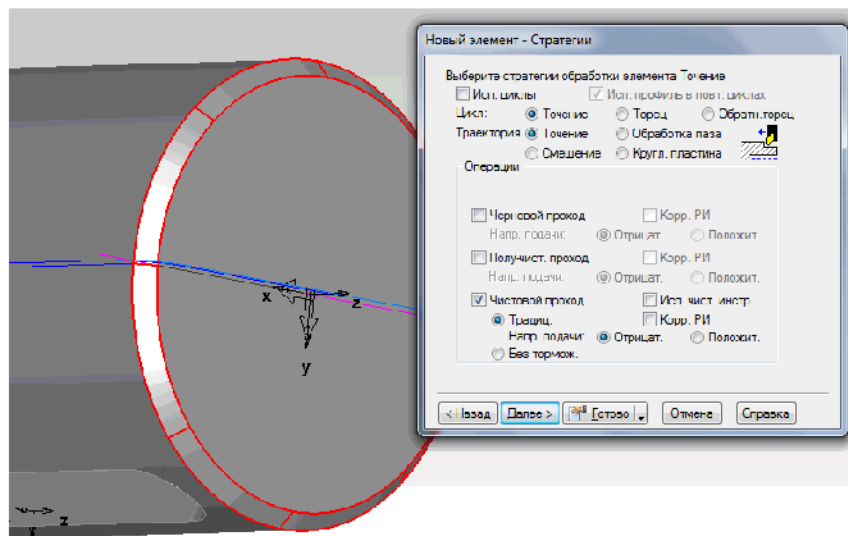 Новый элемент - Стратегии
Выберите стратегии обработки элемента Точение
Исп. циклы Исп. профиль в повт. циклах
Цикл: Точение Торец Обратн.торец
Траектория Точение Обработка паза
Смещение Кругл. пластина
Операции
Черновой проход Корр. РИ
Напр. подачи: Отрицат. Положит.
Получист. проход Корр. РИ
Напр. подачи: Отрицат. Положит.
Чистовой проход Исп. чист. инстр.
Традиц. Корр. РИ
Напр. подачи: Отрицат. Положит.
Без тормож.
< Назад Далее > Готово Отмена Справка
x z
y
z